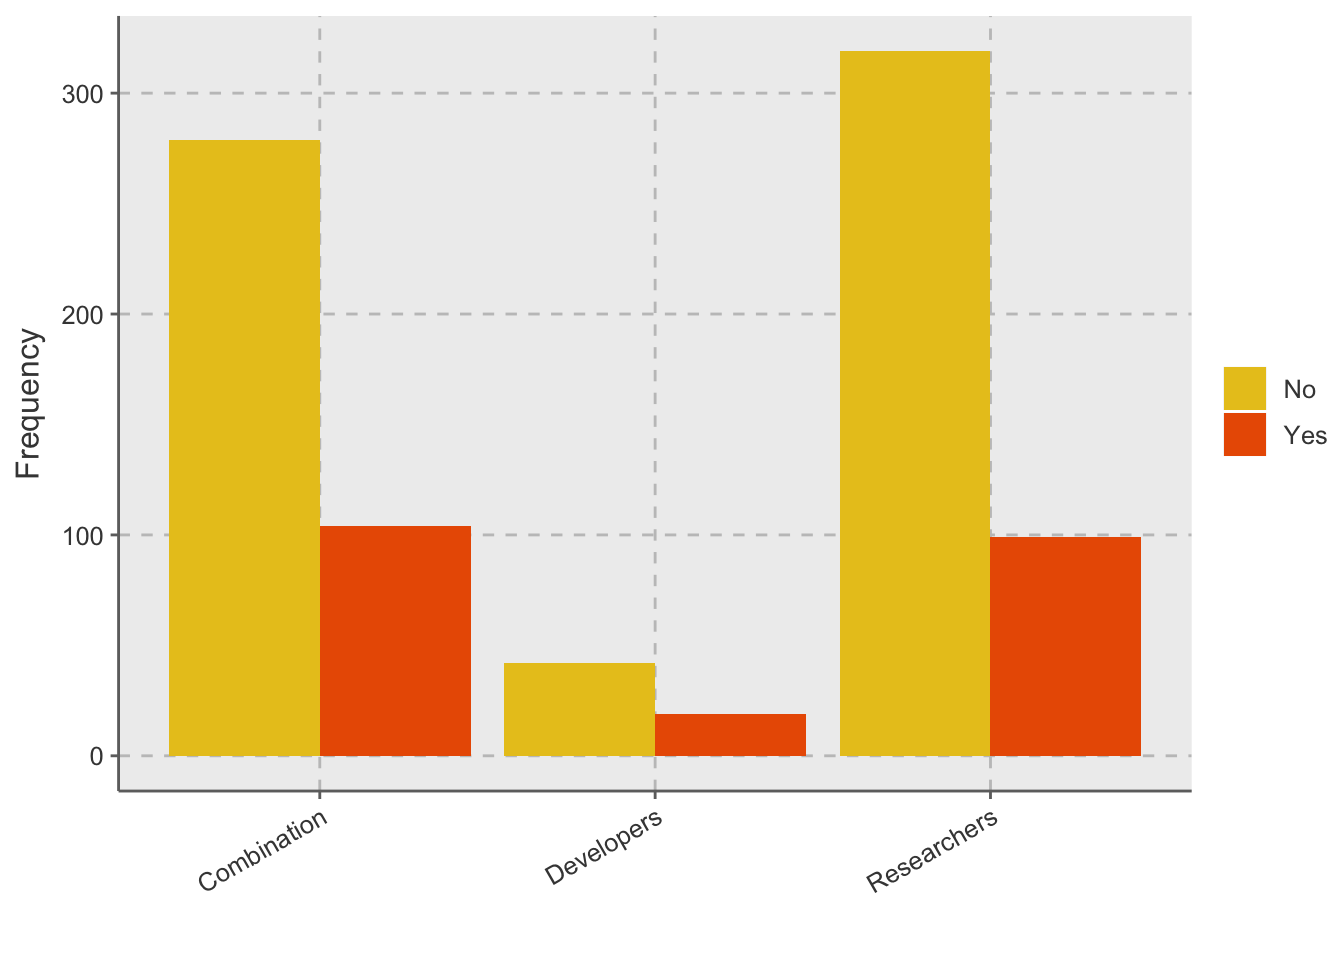 Frequency
300
200
100
0
Combination
Developers
Researchers
No
Yes